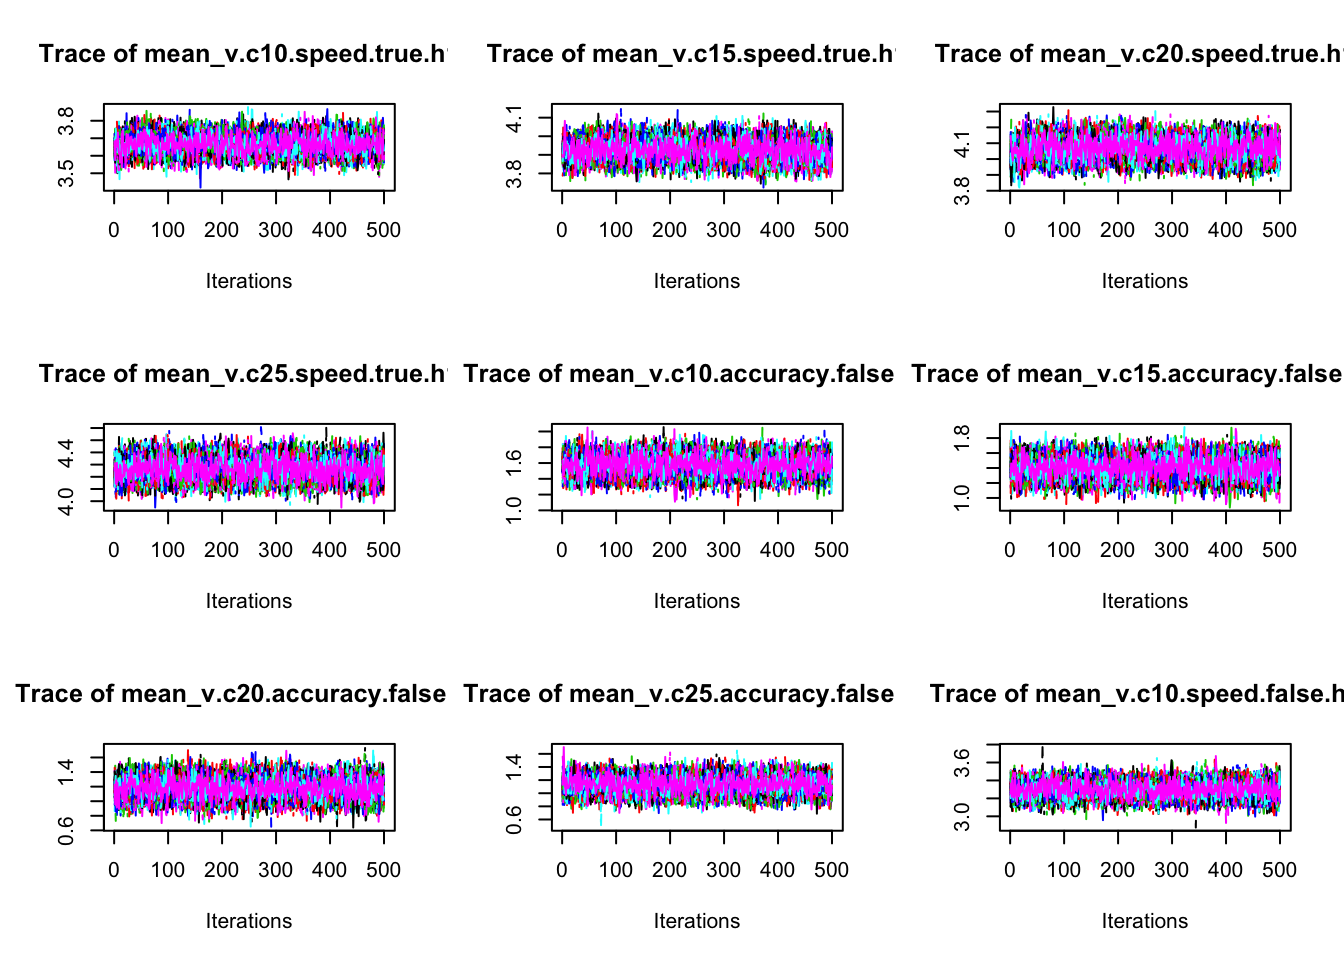 Trace of mean_v.c10.speed.true.h
3.8
3.5
0 100 200 300 400 500
Iterations
Trace of mean_v.c15.speed.true.h
4.1
3.8
0 100 200 300 400 500
Iterations
Trace of mean_v.c20.speed.true.h
4.1
3.8
0 100 200 300 400 500
Iterations
Trace of mean_v.c25.speed.true.h
4.4
4.0
0 100 200 300 400 500
Iterations
Trace of mean_v.c10.accuracy.false
1.6
1.0
0 100 200 300 400 500
Iterations
Trace of mean_v.c15.accuracy.false
1.8
1.0
0 100 200 300 400 500
Iterations
Trace of mean_v.c20.accuracy.false
1.4
0.6
0 100 200 300 400 500
Iterations
Trace of mean_v.c25.accuracy.false
1.4
0.6
0 100 200 300 400 500
Iterations
Trace of mean_v.c10.speed.false.h
3.6
3.0
0 100 200 300 400 500
Iterations